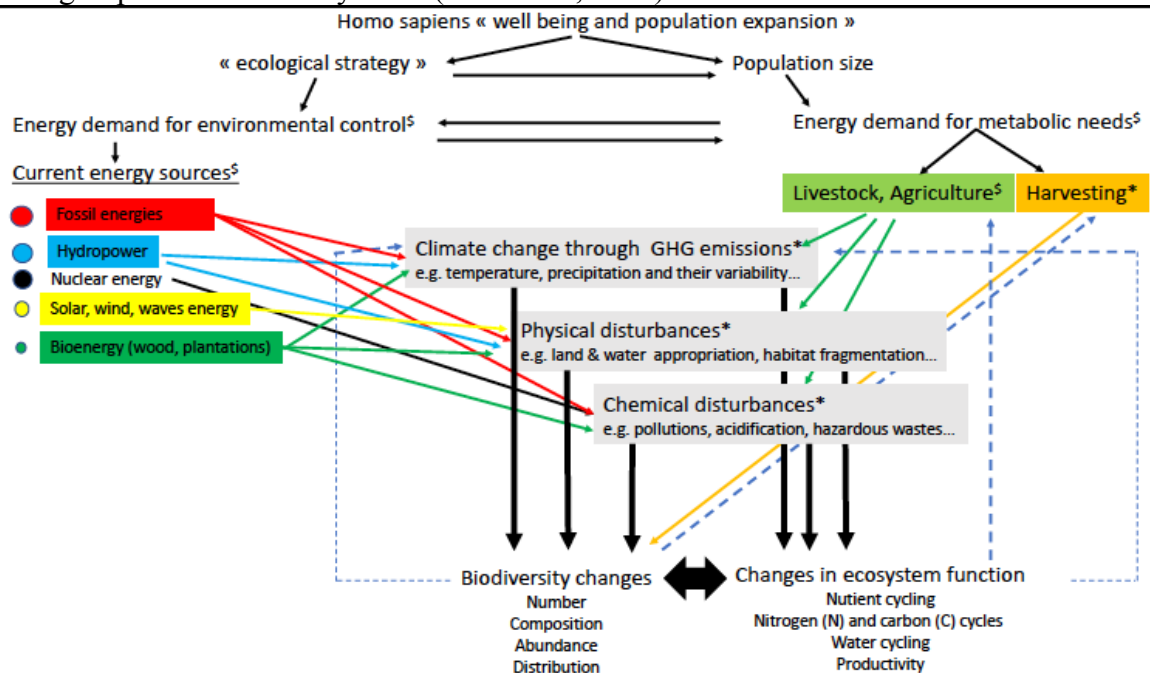 Homo sapiens « well being and population expansion »
« ecological strategy »
Population size
Energy demand for environmental control$
Energy demand for metabolic needs$
Current energy sources$
Livestock, Agriculture$
Harvesting*
Fossil energies
Hydropower
Nuclear energy
Solar, wind, waves energy
Bioenergy (wood, plantations)
Climate change through GHG emissions*
e.g. temperature, precipitation and their variability...
Physical disturbances*
e.g. land & water appropriation, habitat fragmentation...
Chemical disturbances*
e.g. pollutions, acidification, hazardous wastes...
Biodiversity changes
Number
Composition
Abundance
Distribution
Changes in ecosystem function
Nutient cycling
Nitrogen (N) and carbon (C) cycles
Water cycling
Productivity